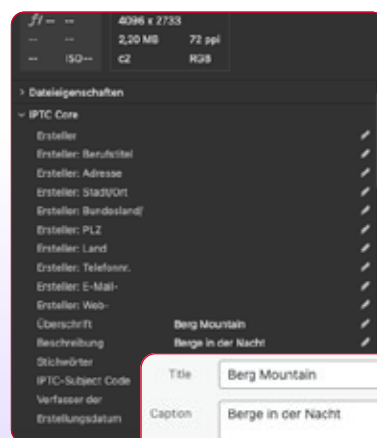 f/-- --
4096 x 2733
-- --
2,20 MB 72 ppi
-- ISO--
c2 RGB
Dateieigenschaften
IPTC Core
Ersteller
Ersteller: Berufstitel
Ersteller: Adresse
Ersteller: Stadt/Ort
Ersteller: Bundesland/
Ersteller: PLZ
Ersteller: Land
Ersteller: Telefonnr.
Ersteller: E-Mail-
Ersteller: Web-
Überschrift Berg Mountain
Beschreibung Berge in der Nacht
Stichwörter
IPTC-Subject Code
Verfasser der
Erstellungsdatum
Title Berg Mountain
Caption Berge in der Nacht